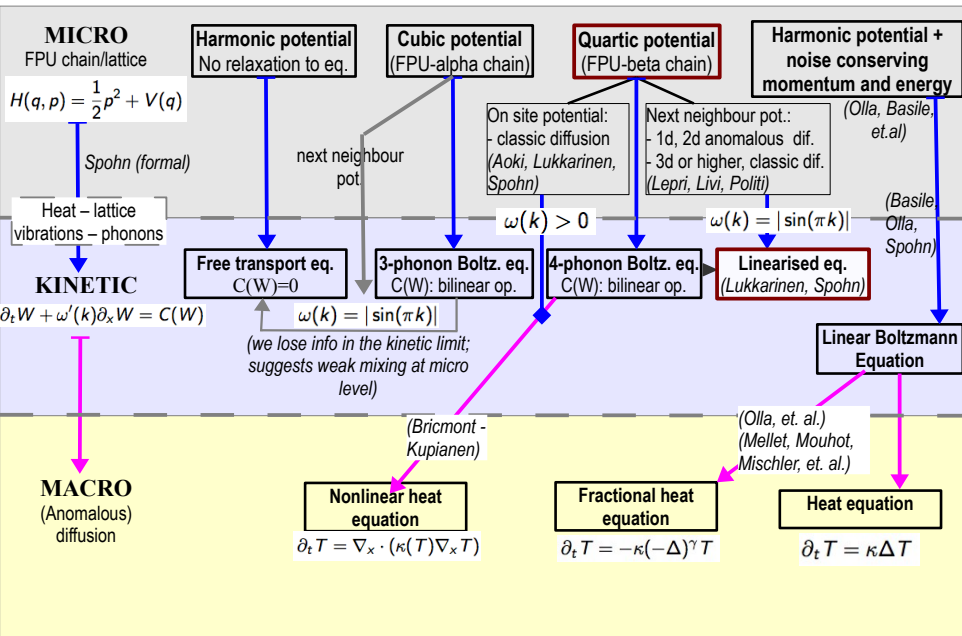 MICRO
FPU chain/lattice
H(q, p) = 1/2 p² + V(q)
Spohn (formal)
Heat – lattice
vibrations – phonons
Harmonic potential
No relaxation to eq.
Cubic potential
(FPU-alpha chain)
next neighbour
pot.
Quartic potential
(FPU-beta chain)
On site potential:
- classic diffusion
(Aoki, Lukkarinen,
Spohn)
Next neighbour pot.:
- 1d, 2d anomalous dif.
- 3d or higher, classic dif.
(Lepri, Livi, Politi)
Harmonic potential +
noise conserving
momentum and energy
(Olla, Basile,
et.al)
(Basile,
Olla,
Spohn)
ω(k) > 0
ω(k) = | sin(πk)|
KINETIC
∂ₜW + ω′(k)∂ₓW = C(W)
Free transport eq.
C(W)=0
3-phonon Boltz. eq.
C(W): bilinear op.
4-phonon Boltz. eq.
C(W): bilinear op.
Linearised eq.
(Lukkarinen, Spohn)
ω(k) = | sin(πk)|
(we lose info in the kinetic limit;
suggests weak mixing at micro
level)
Linear Boltzmann
Equation
(Bricmont -
Kupianen)
(Olla, et. al.)
(Mellet, Mouhot,
Mischler, et. al.)
MACRO
(Anomalous)
diffusion
Nonlinear heat
equation
∂ₜT = ∇ₓ · (κ(T)∇ₓT)
Fractional heat
equation
∂ₜT = −κ(−Δ)^γ T
Heat equation
∂ₜT = κΔT